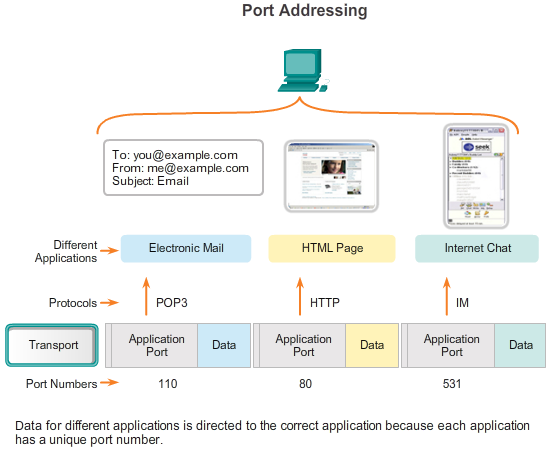 Port Addressing
To: you@example.com
From: me@example.com
Subject: Email
seek
Different
Applications
Electronic Mail
HTML Page
Internet Chat
Protocols
POP3
HTTP
IM
Transport
Application
Port
Data
Application
Port
Data
Application
Port
Data
Port Numbers
110
80
531
Data for different applications is directed to the correct application because each application
has a unique port number.